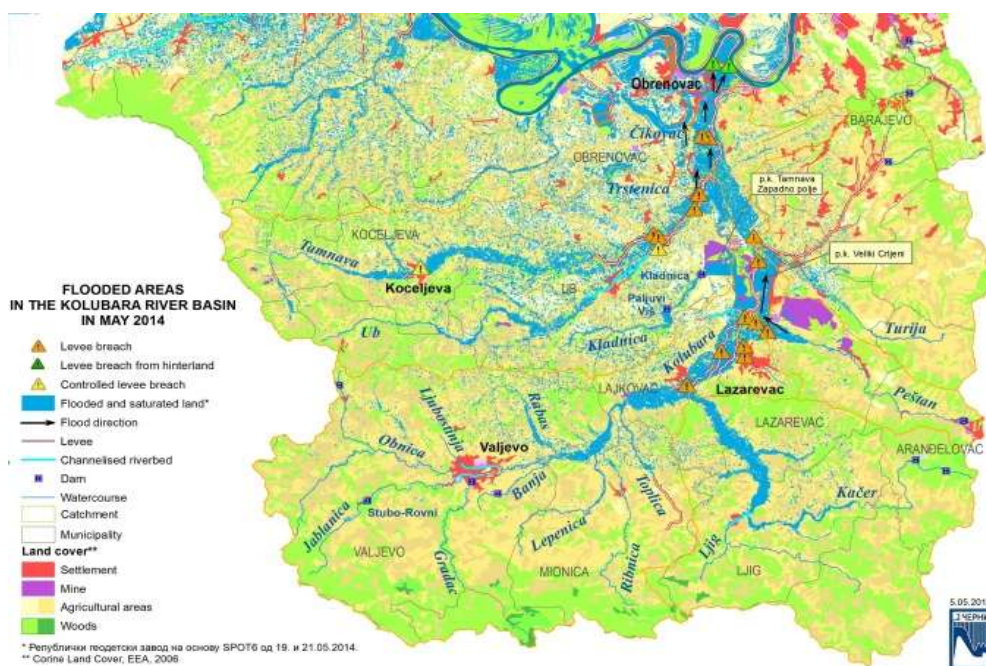 Obrenovac
Čikovac
BARAJEVO
OBRENOVAC
p.k. Tamnava
Zapadno polje
Trstenica
KOCELJEVA
Tamnava
p.k. Veliki Crljeni
Koceljeva
UB
Kladnica
Paljuvi
Viš
Ub
Kladnica
Kolubara
Turija
LAJKOVAC
Lazarevac
Peštan
LAZAREVAC
ARANĐELOVAC
Ljubostinja
Rabas
Valjevo
Obnica
Banja
Kačer
Jablanica
Stubo-Rovni
Toplica
Lepenica
Ljig
VALJEVO
Gradac
MIONICA
Ribnica
LJIG
FLOODED AREAS
IN THE KOLUBARA RIVER BASIN
IN MAY 2014
Levee breach
Levee breach from hinterland
Controlled levee breach
Flooded and saturated land*
Flood direction
Levee
Channelised riverbed
Dam
Watercourse
Catchment
Municipality
Land cover**
Settlement
Mine
Agricultural areas
Woods
* Републички геодетски завод на основу SPOT6 од 19. и 21.05.2014.
** Corine Land Cover, EEA, 2006
5.05.201